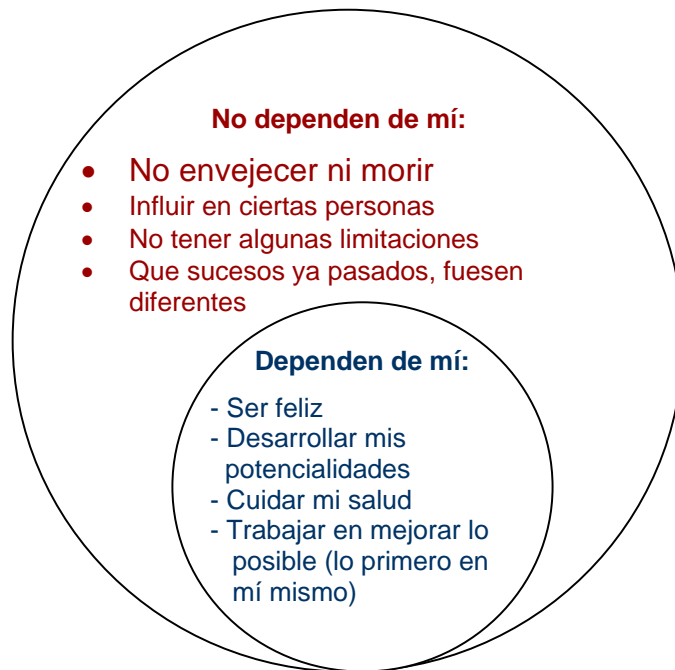 No dependen de mí:
• No envejecer ni morir
• Influir en ciertas personas
• No tener algunas limitaciones
• Que sucesos ya pasados, fuesen
diferentes
Dependen de mí:
- Ser feliz
- Desarrollar mis
potencialidades
- Cuidar mi salud
- Trabajar en mejorar lo
posible (lo primero en
mí mismo)